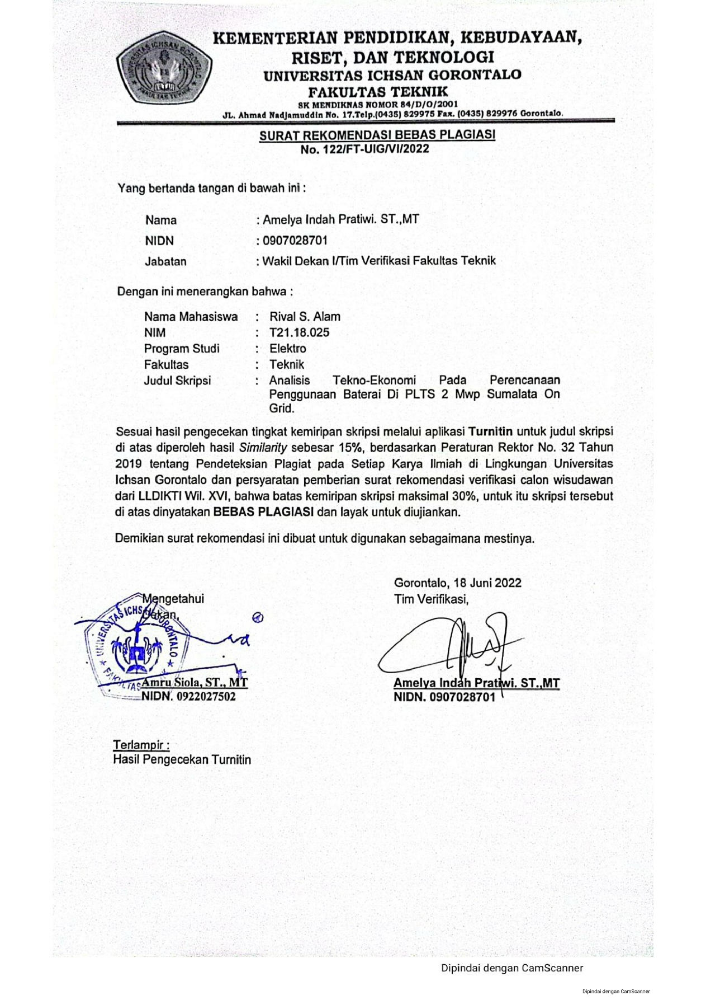 KEMENTERIAN PENDIDIKAN, KEBUDAYAAN,
RISET, DAN TEKNOLOGI
UNIVERSITAS ICHSAN GORONTALO
FAKULTAS TEKNIK
SK MENDIKNAS NOMOR 84/D/O/2001
JL. Ahmad Nadjamuddin No. 17.Telp.(0435) 829975 Fax. (0435) 829976 Gorontalo.
UNIVERSITAS ICHSAN GORONTALO
FAKULTAS TEKNIK
SURAT REKOMENDASI BEBAS PLAGIASI
No. 122/FT-UIG/VI/2022
Yang bertanda tangan di bawah ini :
Nama : Amelya Indah Pratiwi. ST.,MT
NIDN : 0907028701
Jabatan : Wakil Dekan I/Tim Verifikasi Fakultas Teknik
Dengan ini menerangkan bahwa :
Nama Mahasiswa : Rival S. Alam
NIM : T21.18.025
Program Studi : Elektro
Fakultas : Teknik
Judul Skripsi : Analisis Tekno-Ekonomi Pada Perencanaan
Penggunaan Baterai Di PLTS 2 Mwp Sumalata On
Grid.
Sesuai hasil pengecekan tingkat kemiripan skripsi melalui aplikasi Turnitin untuk judul skripsi
di atas diperoleh hasil Similarity sebesar 15%, berdasarkan Peraturan Rektor No. 32 Tahun
2019 tentang Pendeteksian Plagiat pada Setiap Karya Ilmiah di Lingkungan Universitas
Ichsan Gorontalo dan persyaratan pemberian surat rekomendasi verifikasi calon wisudawan
dari LLDIKTI Wil. XVI, bahwa batas kemiripan skripsi maksimal 30%, untuk itu skripsi tersebut
di atas dinyatakan BEBAS PLAGIASI dan layak untuk diujiankan.
Demikian surat rekomendasi ini dibuat untuk digunakan sebagaimana mestinya.
Gorontalo, 18 Juni 2022
Mengetahui
Dekan,
Tim Verifikasi,
UNIVERSITAS ICHSAN GORONTALO
FAKULTAS
Amru Siola, ST., MT
NIDN. 0922027502
Amelya Indah Pratiwi. ST.,MT
NIDN. 0907028701
Terlampir :
Hasil Pengecekan Turnitin
Dipindai dengan CamScanner
Dipindai dengan CamScanner